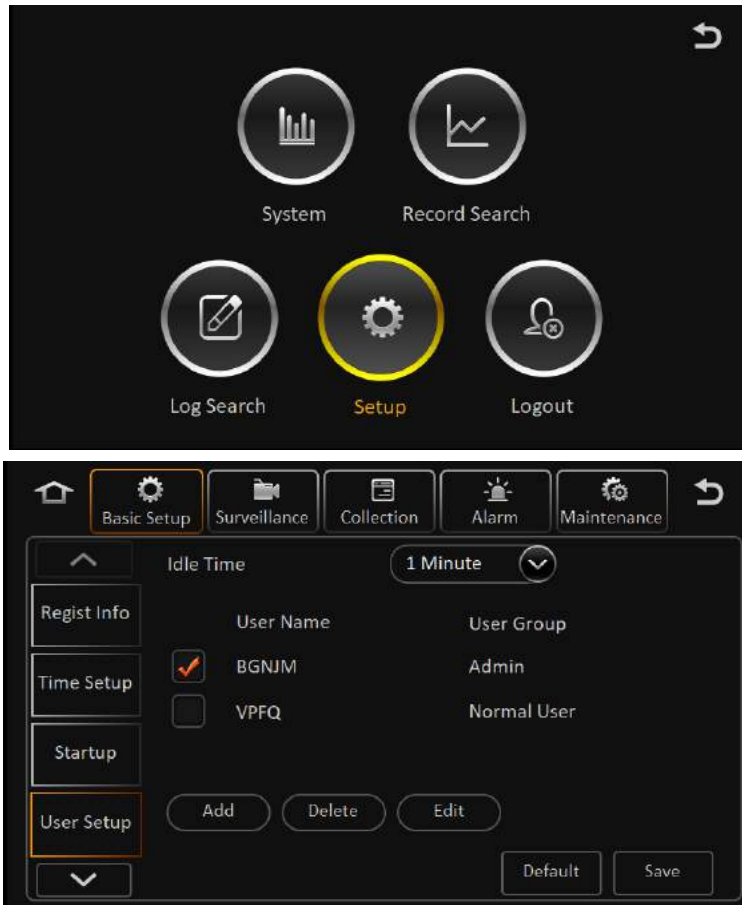 System Record Search
Log Search Setup Logout
Basic Setup Surveillance Collection Alarm Maintenance
Idle Time 1 Minute
Regist Info
User Name User Group
BGNJM Admin
Time Setup
VPFQ Normal User
Startup
Add Delete Edit
User Setup
Default Save